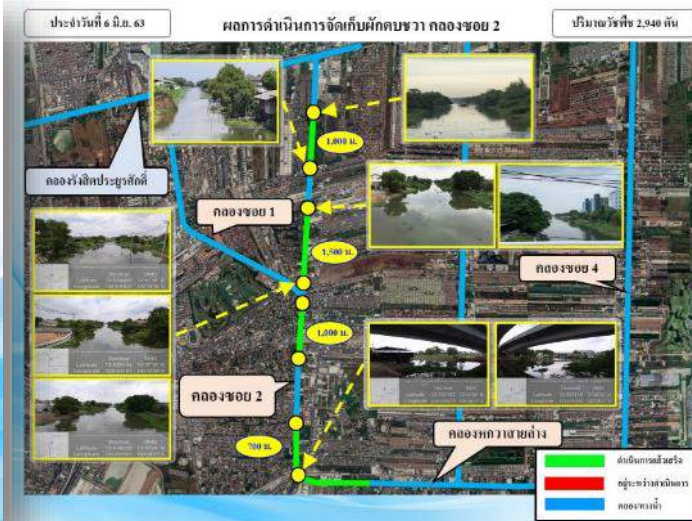 ประจำวันที่ 6 มิ.ย. 63
ผลการดำเนินการจัดเก็บผักตบชวา คลองซอย 2
ปริมาณวัชพืช 2,940 ตัน
1,000 ม.
คลองรังสิตประยูรศักดิ์
คลองซอย 1
1,500 ม.
คลองซอย 4
1,000 ม.
คลองซอย 2
700 ม.
คลองหกวาสายล่าง
ดำเนินการแล้วเสร็จ
อยู่ระหว่างดำเนินการ
คลอง/ทางน้ำ